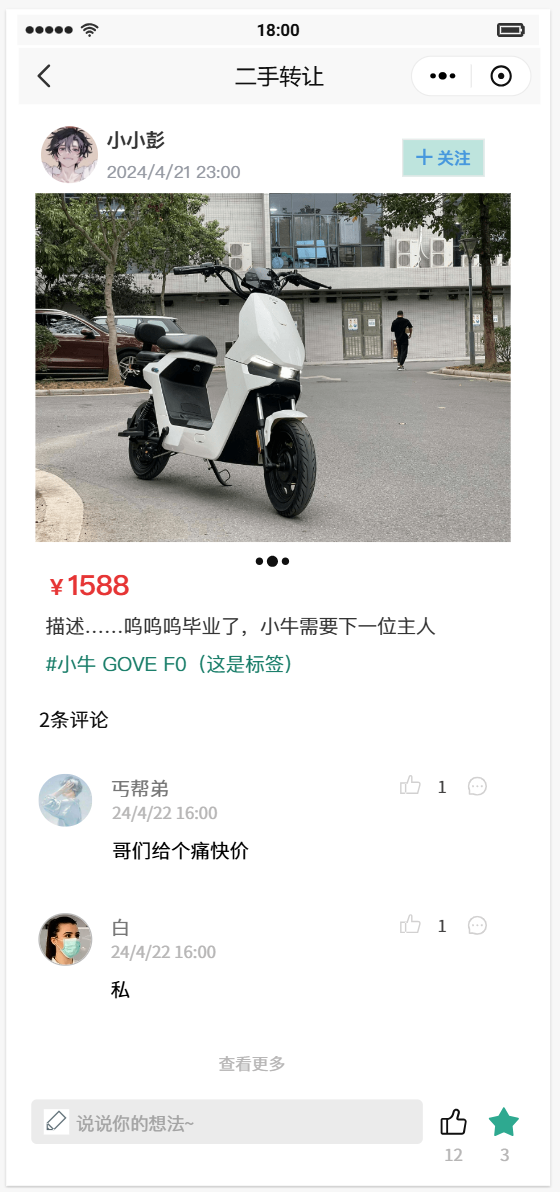 18:00
二手转让
小小彭
2024/4/21 23:00
+ 关注
¥1588
描述……呜呜呜毕业了，小牛需要下一位主人
#小牛 GOVE F0（这是标签）
2条评论
丐帮弟
1
24/4/22 16:00
哥们给个痛快价
白
1
24/4/22 16:00
私
查看更多
说说你的想法~
12
3